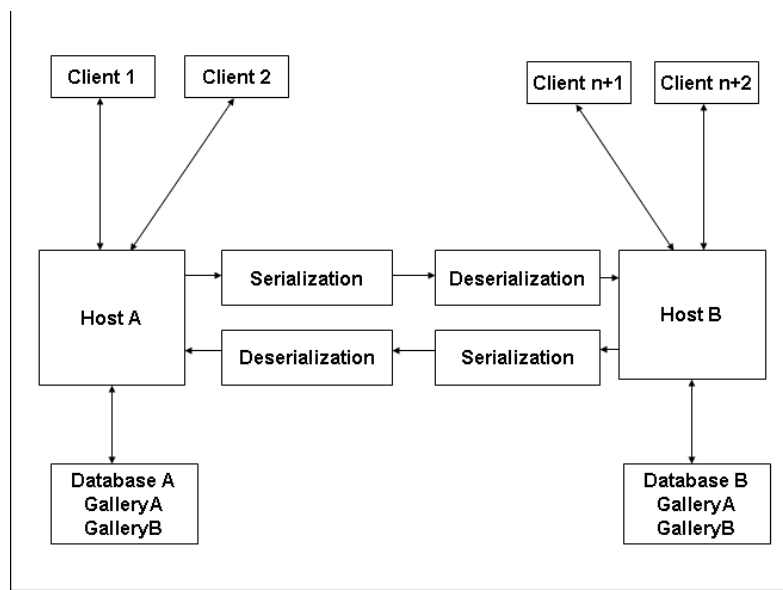 Client 1
Client 2
Client n+1
Client n+2
Host A
Serialization
Deserialization
Host B
Deserialization
Serialization
Database A
GalleryA
GalleryB
Database B
GalleryA
GalleryB